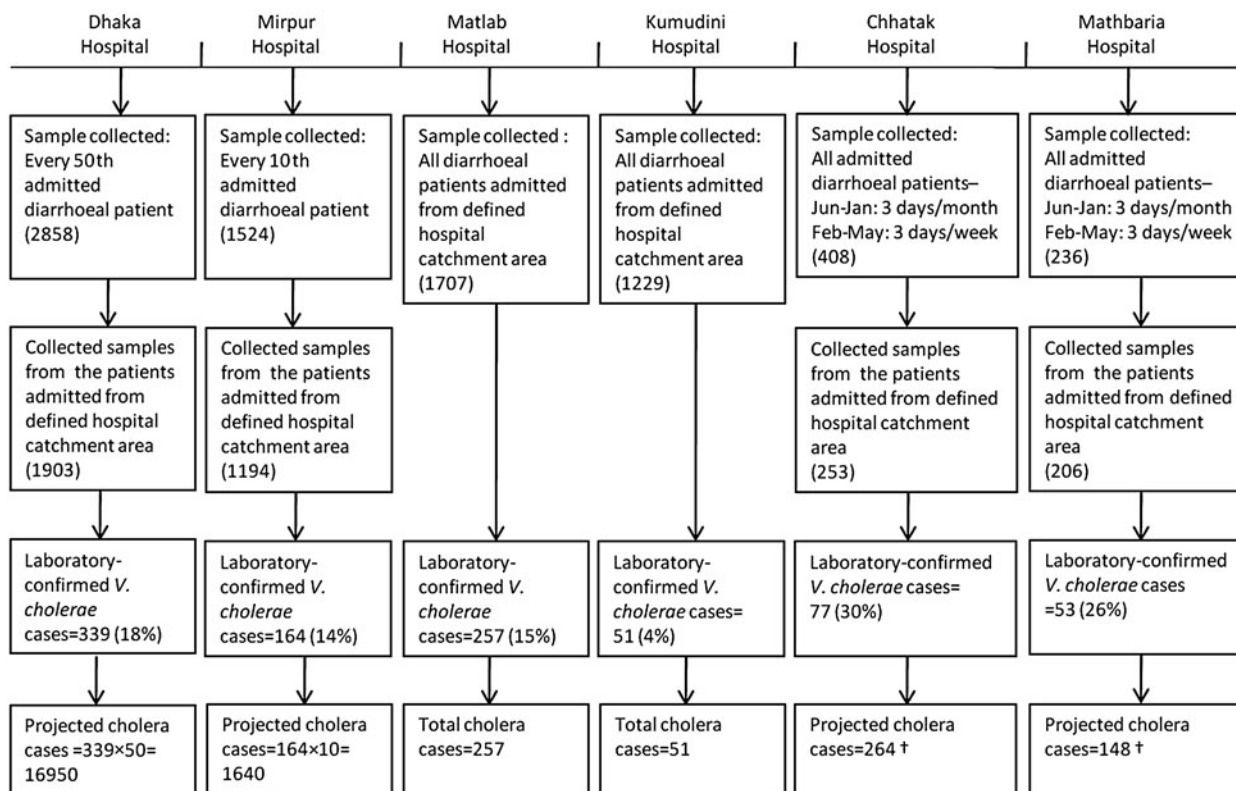 Dhaka
Hospital
Mirpur
Hospital
Matlab
Hospital
Kumudini
Hospital
Chhatak
Hospital
Mathbaria
Hospital
Sample collected:
Every 50th
admitted
diarrhoeal patient
(2858)
Sample collected:
Every 10th
admitted
diarrhoeal patient
(1524)
Sample collected :
All diarrhoeal
patients admitted
from defined
hospital
catchment area
(1707)
Sample collected:
All diarrhoeal
patients admitted
from defined
hospital
catchment area
(1229)
Sample collected:
All admitted
diarrhoeal patients–
Jun-Jan: 3 days/month
Feb-May: 3 days/week
(408)
Sample collected:
All admitted
diarrhoeal patients–
Jun-Jan: 3 days/month
Feb-May: 3 days/week
(236)
Collected samples
from the patients
admitted from
defined hospital
catchment area
(1903)
Collected samples
from the patients
admitted from
defined hospital
catchment area
(1194)
Collected samples
from the patients
admitted from defined
hospital catchment
area
(253)
Collected samples
from the patients
admitted from defined
hospital catchment
area
(206)
Laboratory-
confirmed V.
cholerae
cases=339 (18%)
Laboratory-
confirmed V.
cholerae
cases=164 (14%)
Laboratory-
confirmed V.
cholerae
cases=257 (15%)
Laboratory-
confirmed V.
cholerae cases=
51 (4%)
Laboratory-confirmed
V. cholerae cases=
77 (30%)
Laboratory-confirmed
V. cholerae cases
=53 (26%)
Projected cholera
cases =339×50=
16950
Projected cholera
cases=164×10=
1640
Total cholera
cases=257
Total cholera
cases=51
Projected cholera
cases=264 †
Projected cholera
cases=148 †